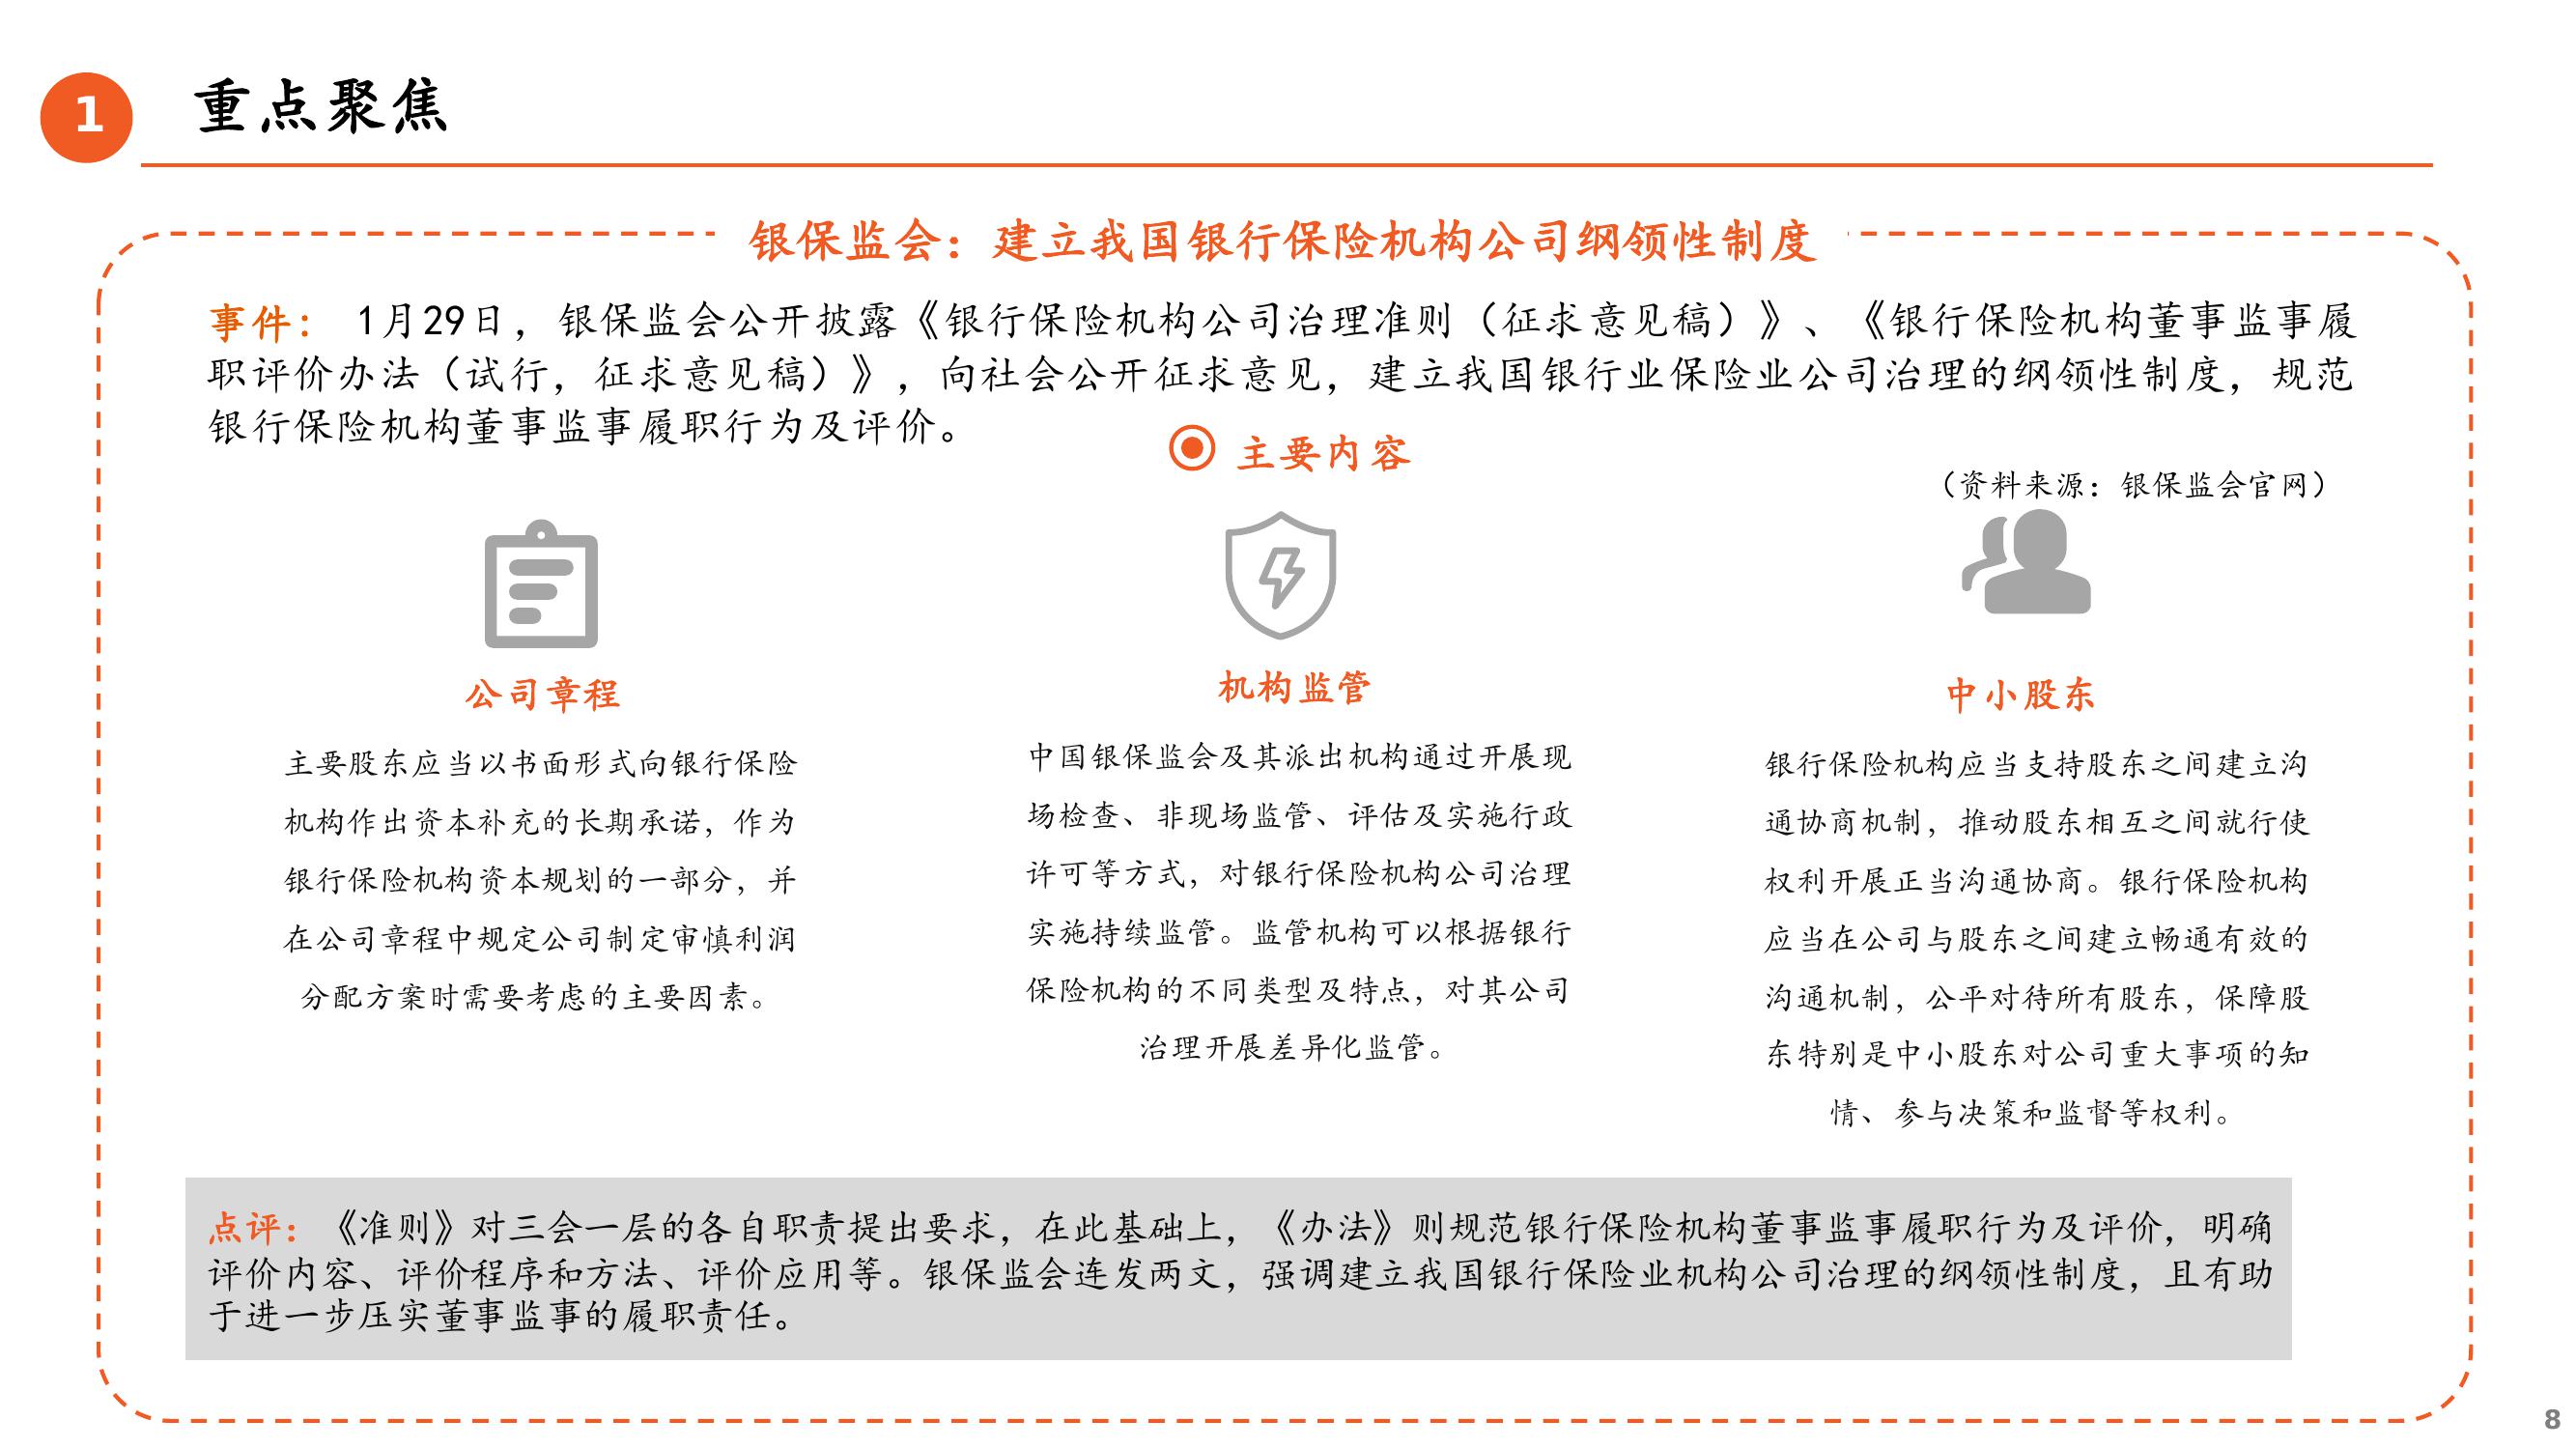 1
重点聚焦
银保监会：建立我国银行保险机构公司纲领性制度
事件： 1月29日，银保监会公开披露《银行保险机构公司治理准则（征求意见稿）》、《银行保险机构董事监事履
职评价办法（试行，征求意见稿）》，向社会公开征求意见，建立我国银行业保险业公司治理的纲领性制度，规范
银行保险机构董事监事履职行为及评价。
主要内容
（资料来源：银保监会官网）
公司章程
主要股东应当以书面形式向银行保险
机构作出资本补充的长期承诺，作为
银行保险机构资本规划的一部分，并
在公司章程中规定公司制定审慎利润
分配方案时需要考虑的主要因素。
机构监管
中国银保监会及其派出机构通过开展现
场检查、非现场监管、评估及实施行政
许可等方式，对银行保险机构公司治理
实施持续监管。监管机构可以根据银行
保险机构的不同类型及特点，对其公司
治理开展差异化监管。
中小股东
银行保险机构应当支持股东之间建立沟
通协商机制，推动股东相互之间就行使
权利开展正当沟通协商。银行保险机构
应当在公司与股东之间建立畅通有效的
沟通机制，公平对待所有股东，保障股
东特别是中小股东对公司重大事项的知
情、参与决策和监督等权利。
点评：《准则》对三会一层的各自职责提出要求，在此基础上，《办法》则规范银行保险机构董事监事履职行为及评价，明确
评价内容、评价程序和方法、评价应用等。银保监会连发两文，强调建立我国银行保险业机构公司治理的纲领性制度，且有助
于进一步压实董事监事的履职责任。
8